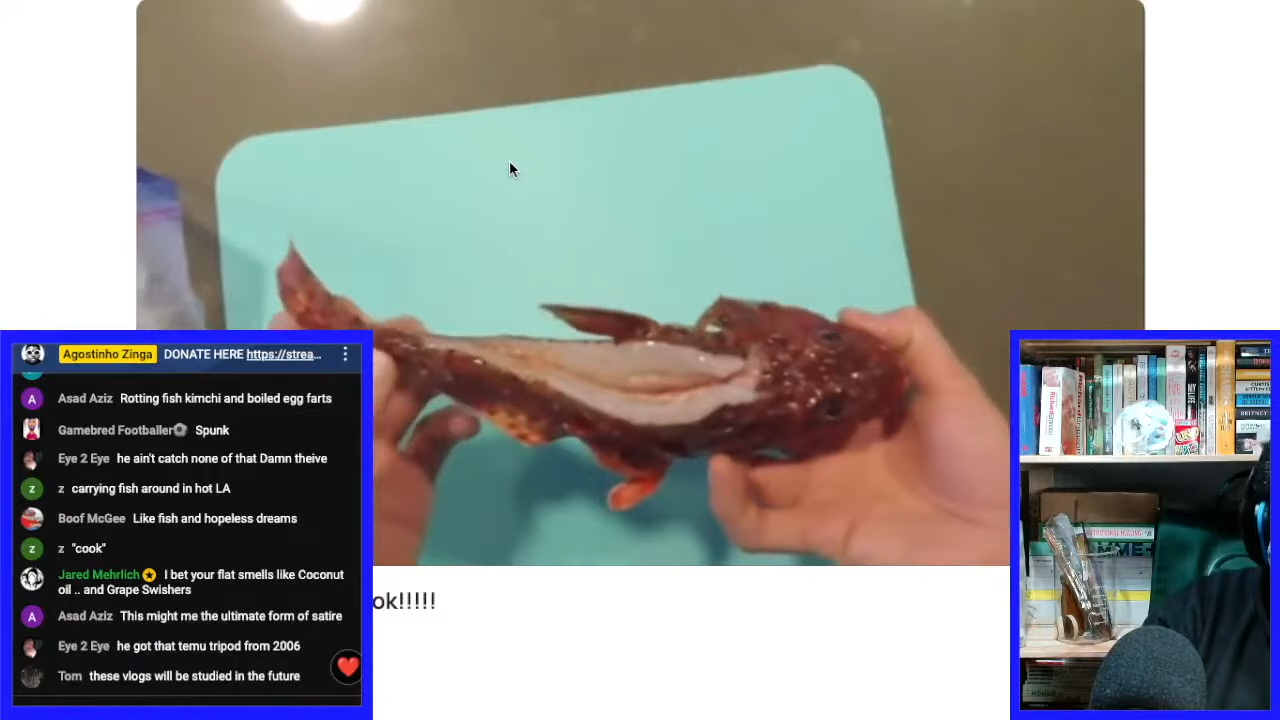 Agostinho Zinga DONATE HERE https://strea...
Asad Aziz Rotting fish kimchi and boiled egg farts
Gamebred Footballer Spunk
Eye 2 Eye he ain't catch none of that Damn theive
z carrying fish around in hot LA
Boof McGee Like fish and hopeless dreams
z "cook"
Jared Mehrlich I bet your flat smells like Coconut
oil .. and Grape Swishers
Asad Aziz This might me the ultimate form of satire
Eye 2 Eye he got that temu tripod from 2006
Tom these vlogs will be studied in the future
ok!!!!!
A
z
z
A
UNO
BRITNEY